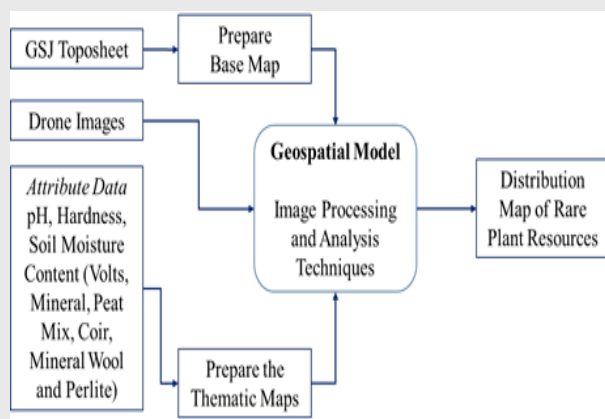 GSJ Toposheet
Prepare
Base Map
Drone Images
Attribute Data
pH, Hardness,
Soil Moisture
Content (Volts,
Mineral, Peat
Mix, Coir,
Mineral Wool
and Perlite)
Prepare the
Thematic Maps
Geospatial Model
Image Processing
and Analysis
Techniques
Distribution
Map of Rare
Plant Resources